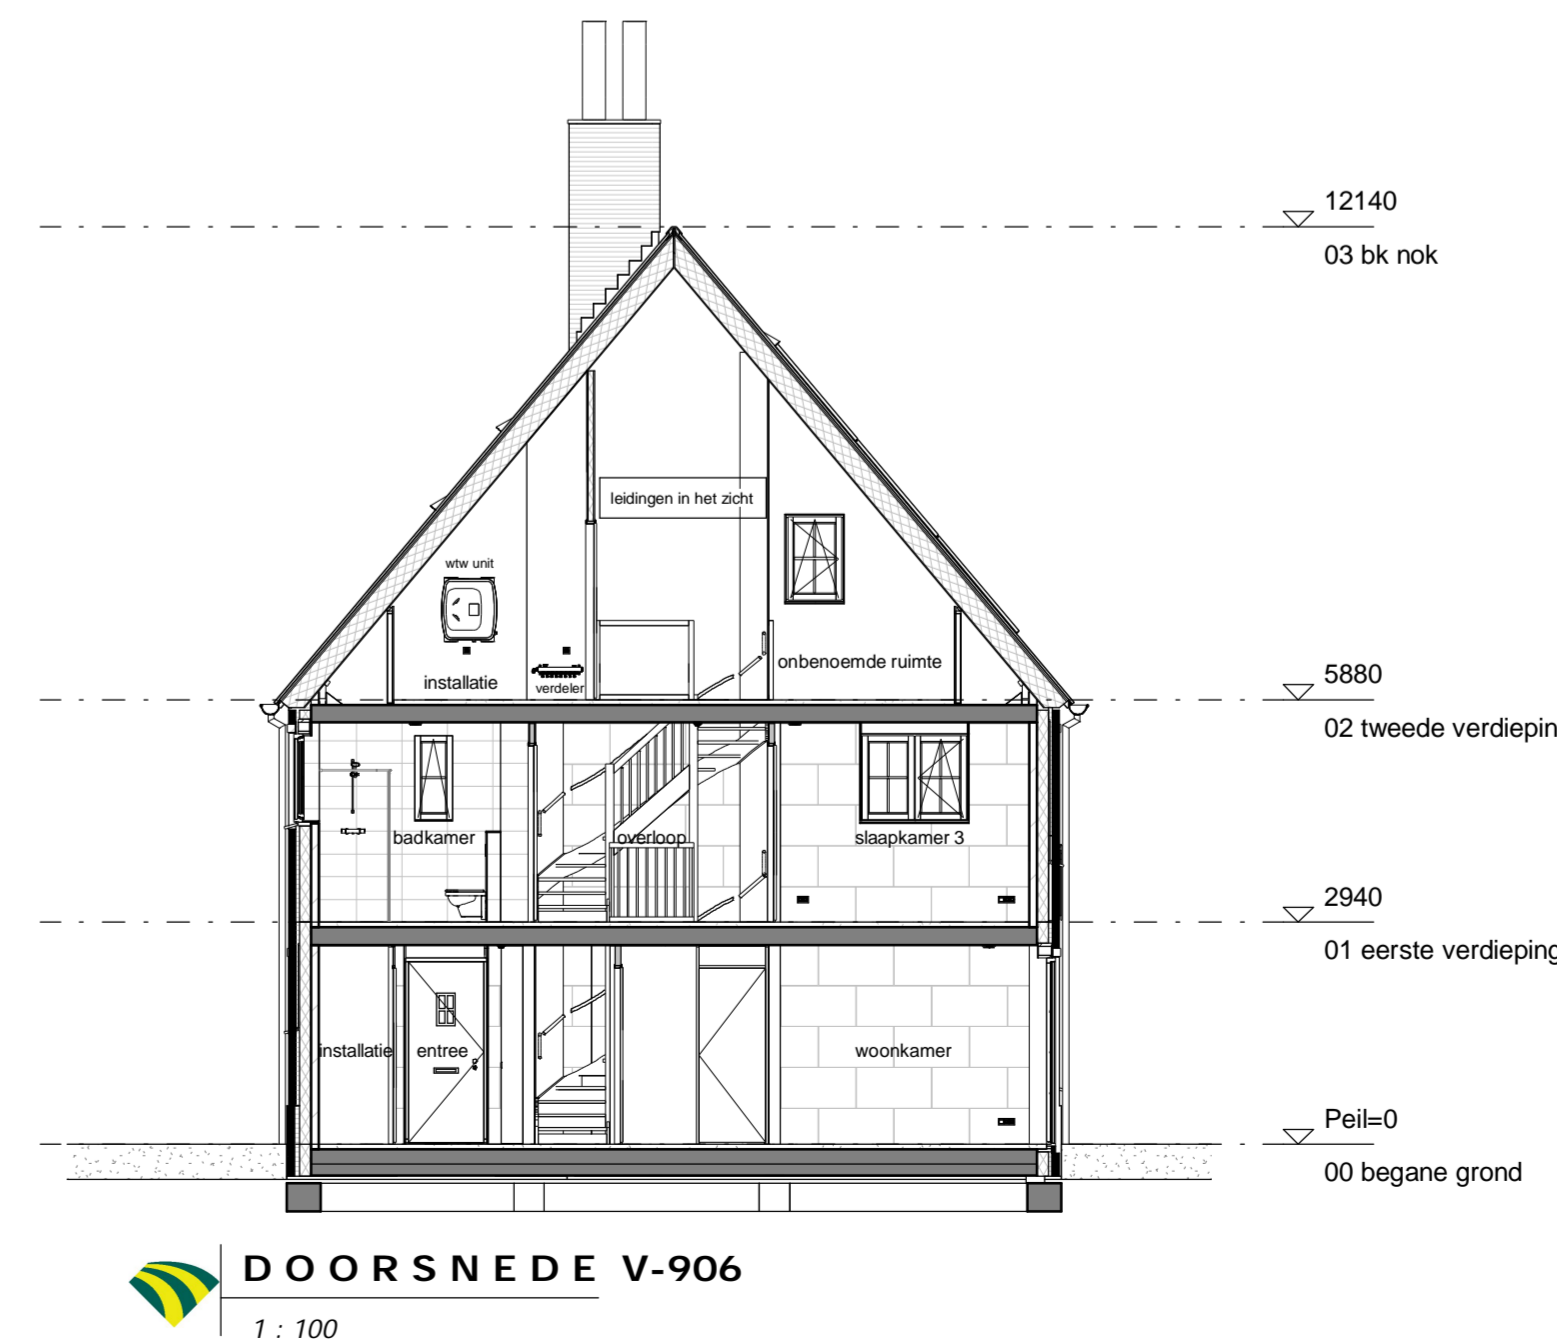 12140
03 bk nok
leidingen in het zicht
wtw unit
onbenoemde ruimte
installatie
verdeler
5880
02 tweede verdiepin
badkamer
overloop
slaapkamer 3
2940
01 eerste verdieping
installatie
entree
woonkamer
Peil=0
00 begane grond
DOORSNEDE V-906
1 : 100